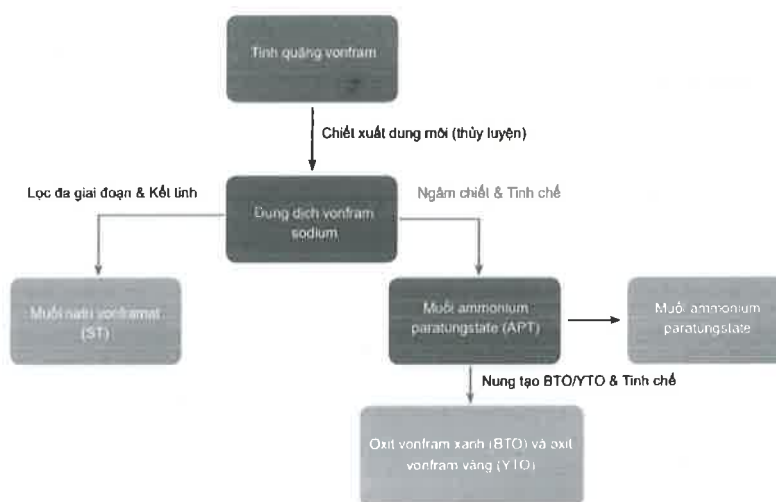 Tinh quặng vonfram
Chiết xuất dung môi (thủy luyện)
Lọc đa giai đoạn & Kết tinh
Ngâm chiết & Tinh chế
Dung dịch vonfram
sodium
Muối natri vonframat
(ST)
Muối ammonium
paratungstate (APT)
Muối ammonium
paratungstate
Nung tạo BTO/YTO & Tinh chế
Oxit vonfram xanh (BTO) và oxit
vonfram vàng (YTO)